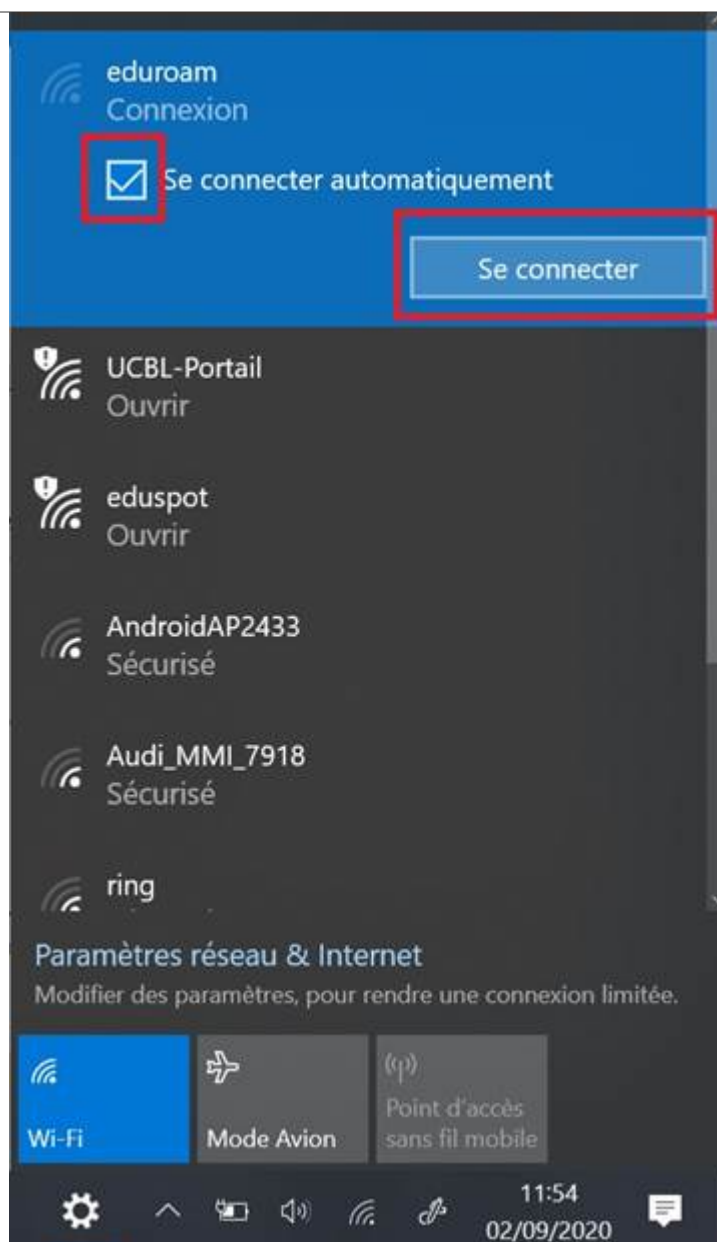 eduroam
Connexion
Se connecter automatiquement
Se connecter
UCBL-Portail
Ouvrir
eduspot
Ouvrir
AndroidAP2433
Sécurisé
Audi_MMI_7918
Sécurisé
ring
Paramètres réseau & Internet
Modifier des paramètres, pour rendre une connexion limitée.
Wi-Fi
Mode Avion
Point d'accès
sans fil mobile
11:54
02/09/2020